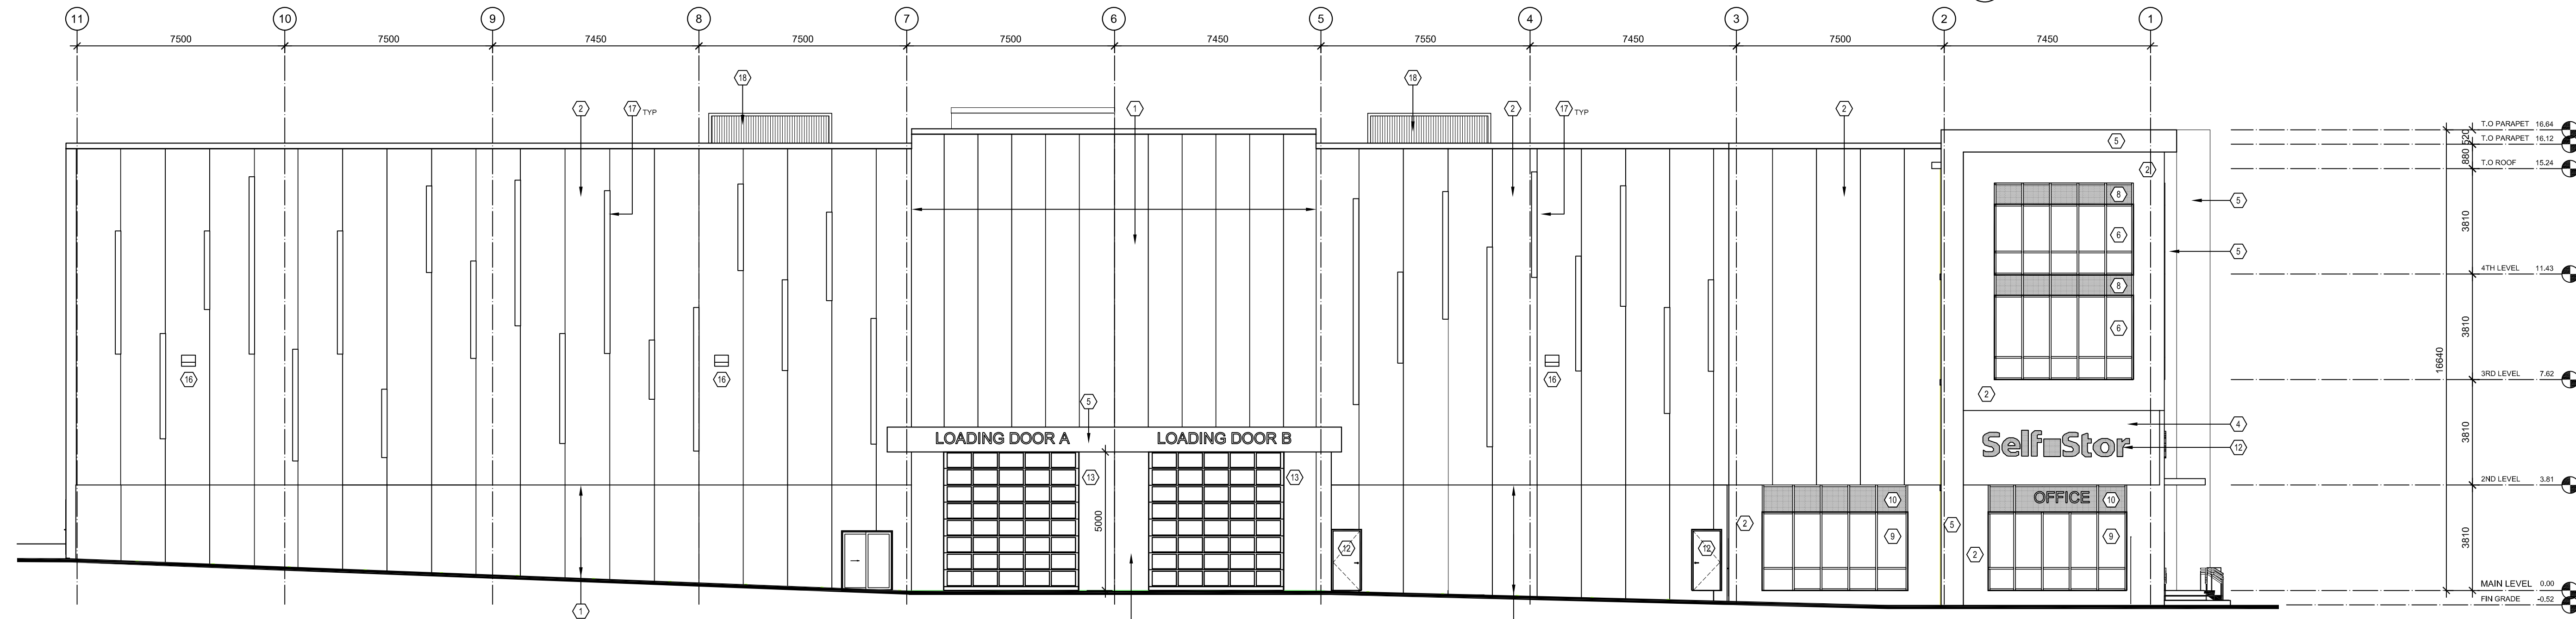 11 10 9 8 7 6 5 4 3 2 1
7500 7500 7450 7500 7500 7450 7550 7450 7500 7450
18 18
2 17 TYP 1 2 17 TYP 2
T.O PARAPET 16.64
520
5
T.O PARAPET 16.12
880
2
T.O ROOF 15.24
8
5
3810
6
5
4TH LEVEL 11.43
8
6
3810
16640
16 16 16
3RD LEVEL 7.62
2
5
4
3810
LOADING DOOR A LOADING DOOR B
SelfStor
12
13 13
2ND LEVEL 3.81
10 OFFICE 10
5000
2 5
9 9
12 12
2
3810
MAIN LEVEL 0.00
FIN GRADE -0.52
1